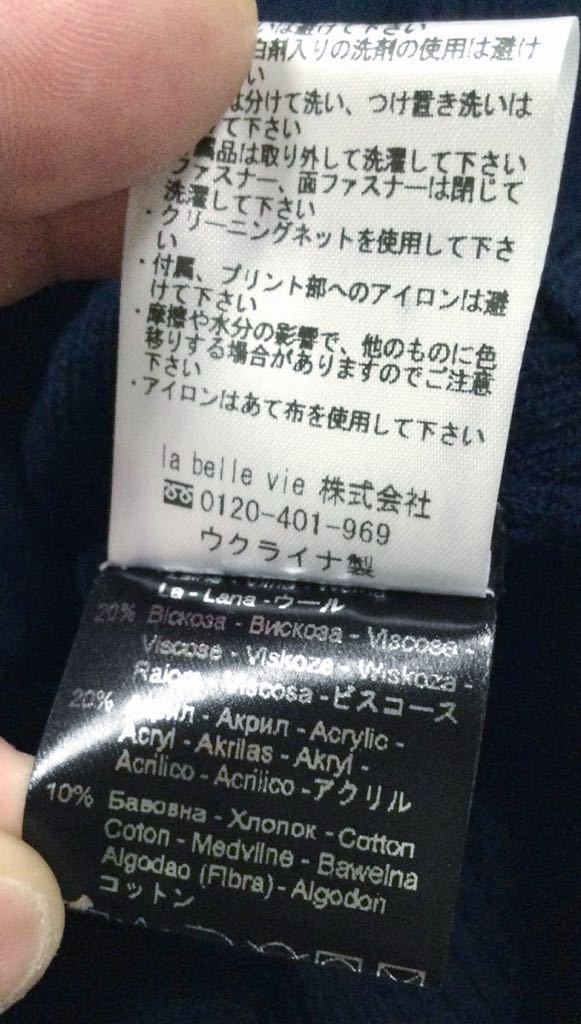 剤入りの洗剤の使用は避け
い
は分けて洗い、つけ置き洗いは
て下さい
属品は取り外して洗濯して下さい
ファスナー、面ファスナーは閉じて
洗濯して下さい
・クリーニングネットを使用して下さ
い
・付属、プリント部へのアイロンは避
けて下さい
・摩擦や水分の影響で、他のものに色
移りする場合がありますのでご注意
下さい
・アイロンはあて布を使用して下さい
la belle vie 株式会社
0120-401-969
ウクライナ製
La - Lana - ウール
20% Віскоза - Вискоза - Viscosa -
Viscose - Viskoze - Wiskoza -
Viscosa - ビスコース
20% Акрил - Acrylic -
Acryl - Akrilas - Akryl -
Acrilico - Acrilico - アクリル
10% Бавовна - Хлопок - Cotton
Coton - Medvilne - Bawelna
Algodao (Fibra) - Algodon
コットン